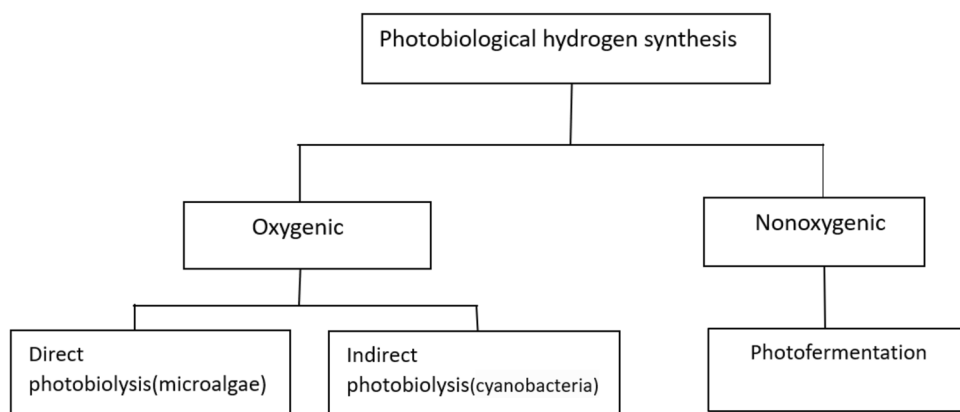 Photobiological hydrogen synthesis
Oxygenic
Nonoxygenic
Direct
photobiolysis(microalgae)
Indirect
photobiolysis(cyanobacteria)
Photofermentation